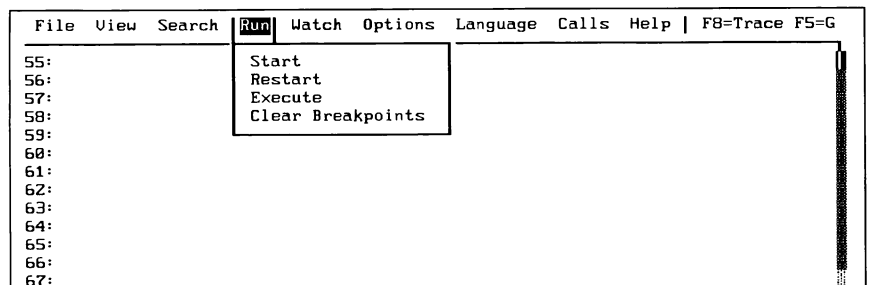 File View Search Run Watch Options Language Calls Help | F8=Trace F5=G
55: Start
56: Restart
57: Execute
58: Clear Breakpoints
59:
60:
61:
62:
63:
64:
65:
66:
67: